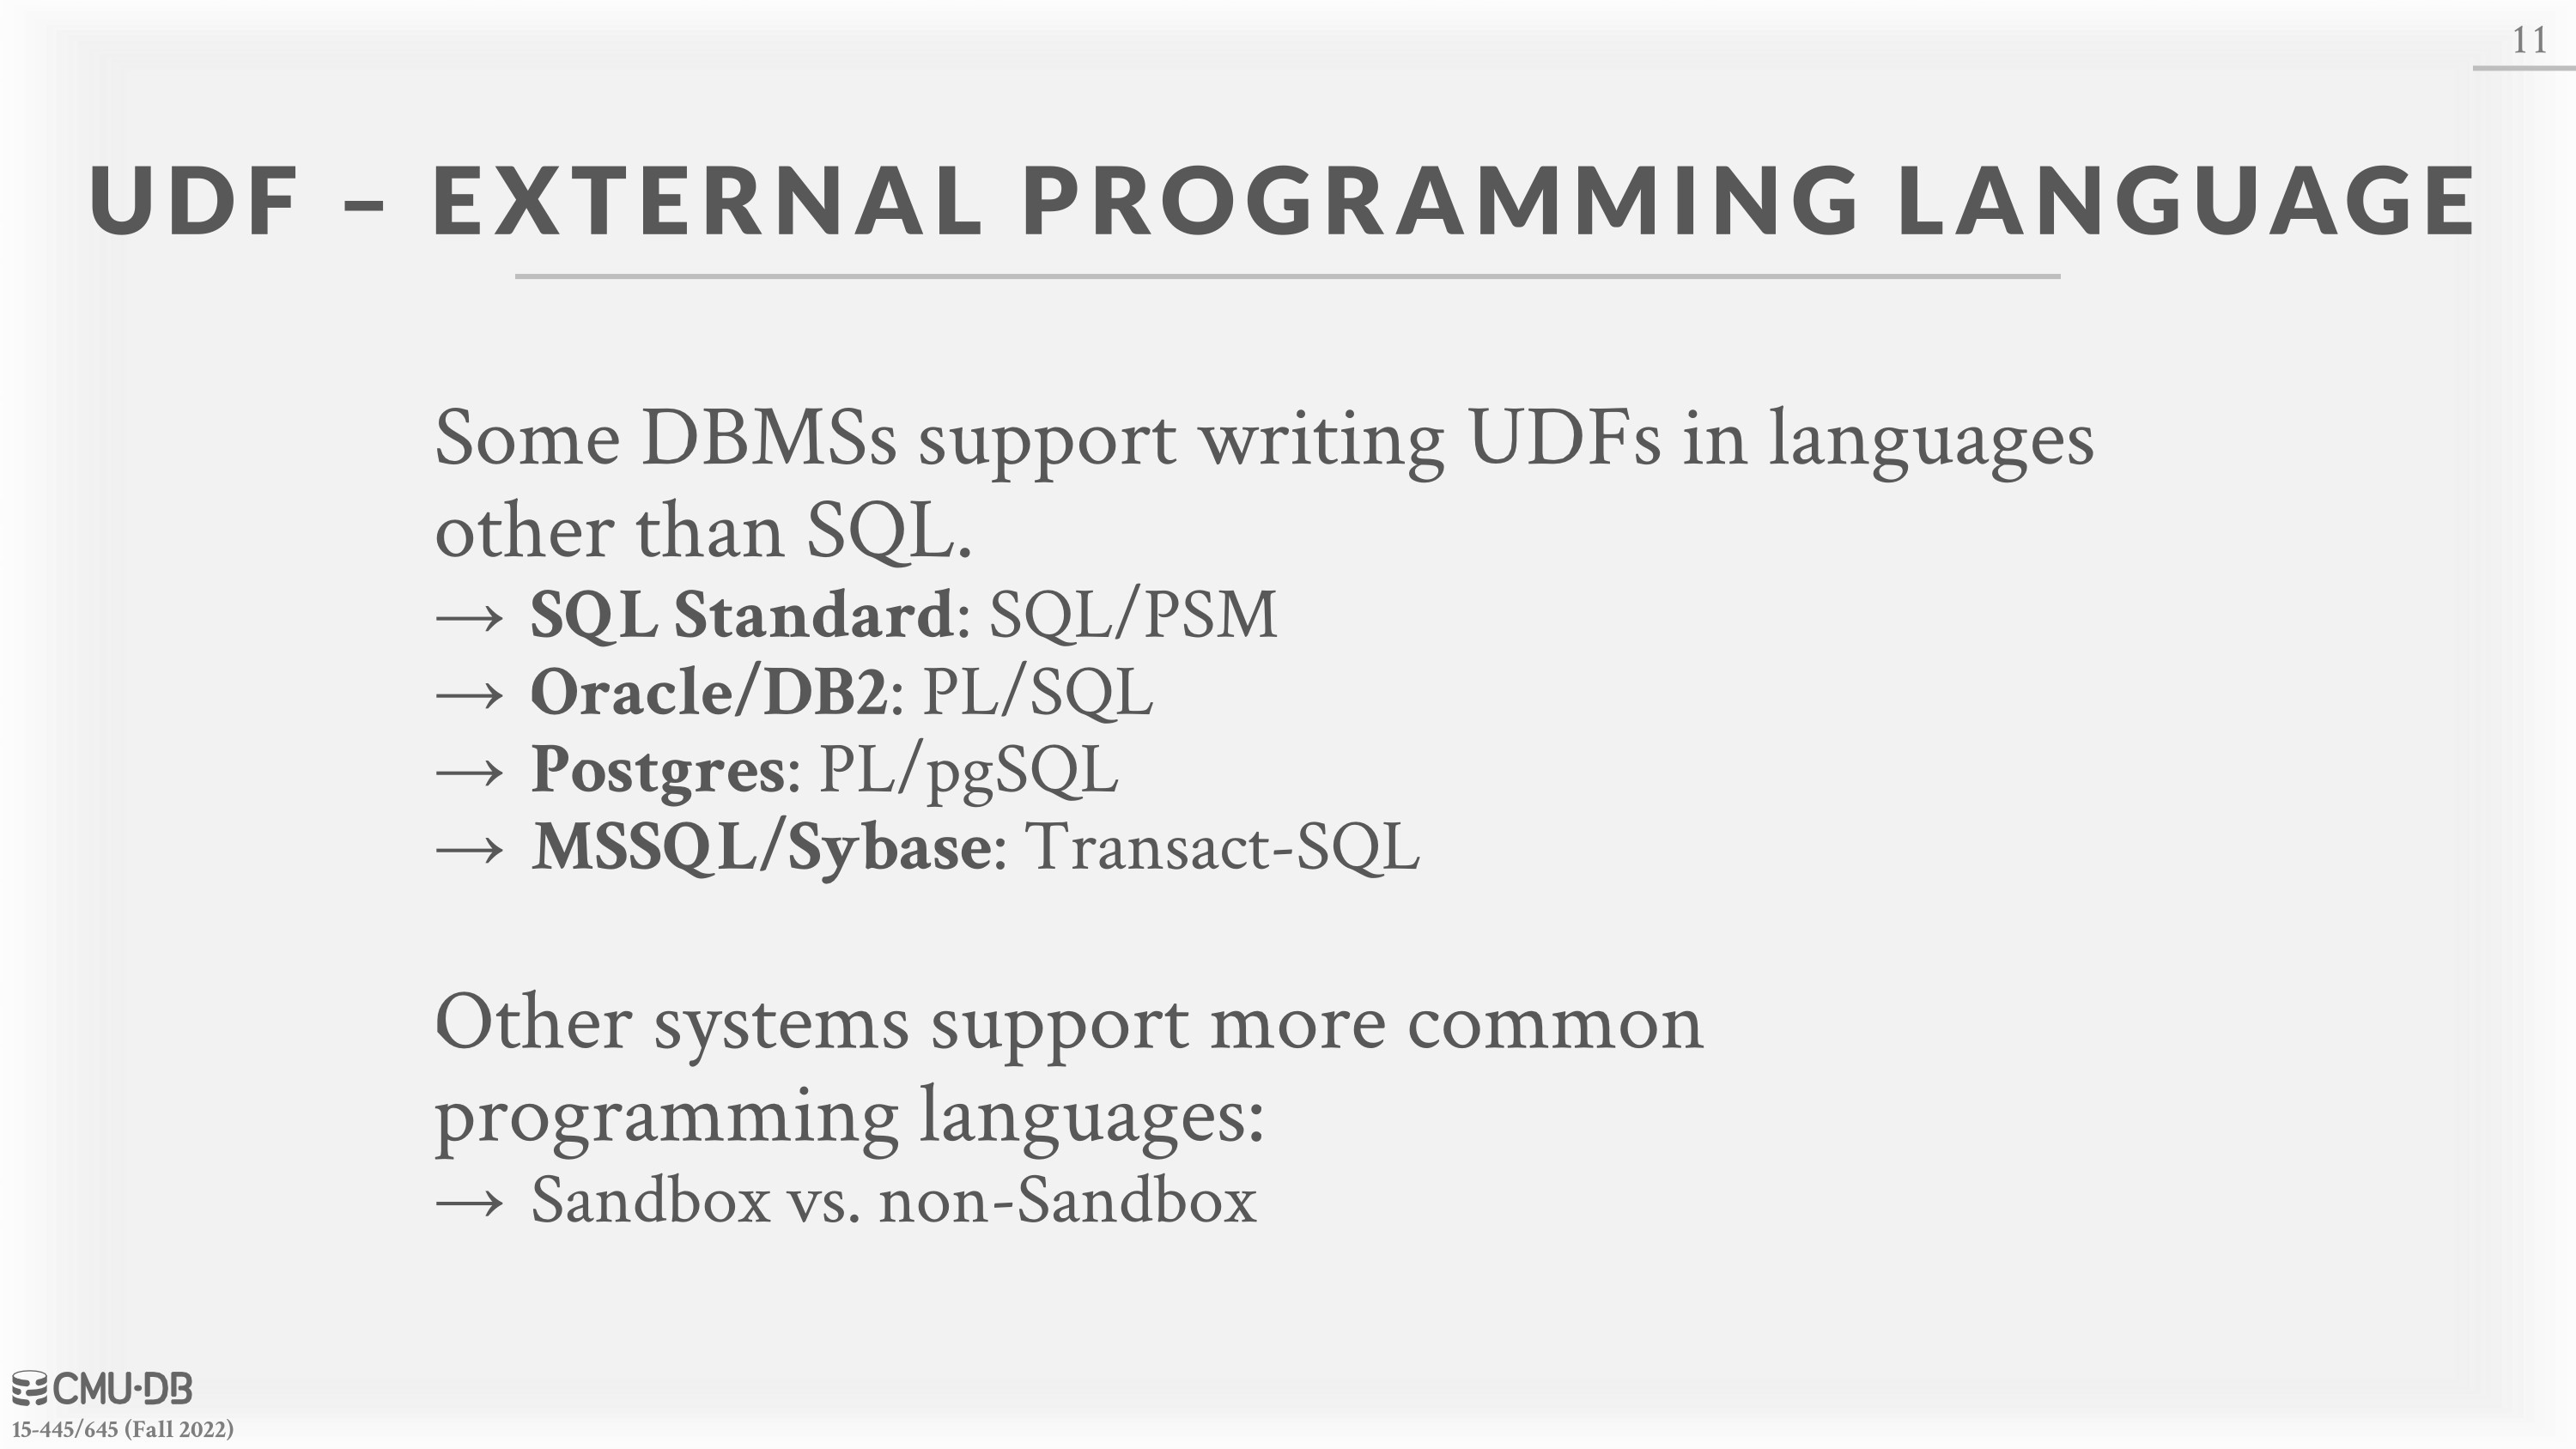 11
UDF – EXTERNAL PROGRAMMING LANGUAGE
Some DBMSs support writing UDFs in languages
other than SQL.
→ SQL Standard: SQL/PSM
→ Oracle/DB2: PL/SQL
→ Postgres: PL/pgSQL
→ MSSQL/Sybase: Transact-SQL
Other systems support more common
programming languages:
→ Sandbox vs. non-Sandbox
CMU·DB
15-445/645 (Fall 2022)